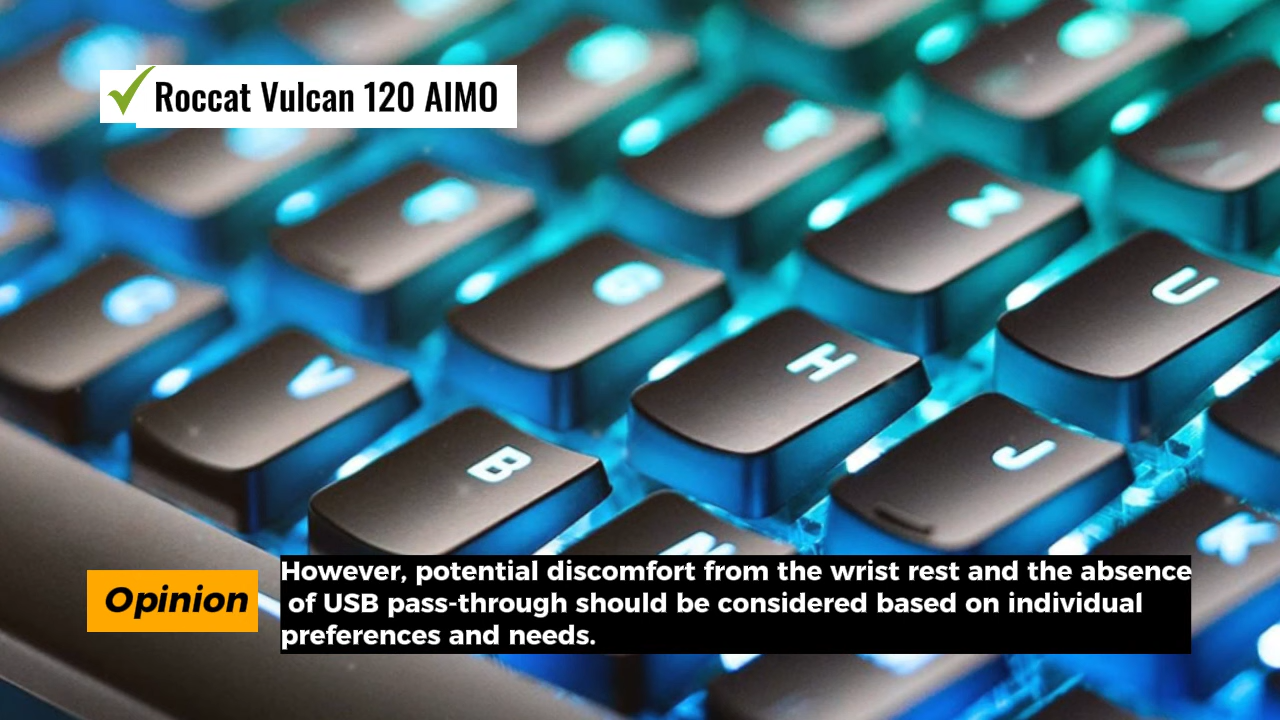 Roccat Vulcan 120 AIMO
U
H
G
J
V
B
K
Opinion
However, potential discomfort from the wrist rest and the absence
of USB pass-through should be considered based on individual
preferences and needs.